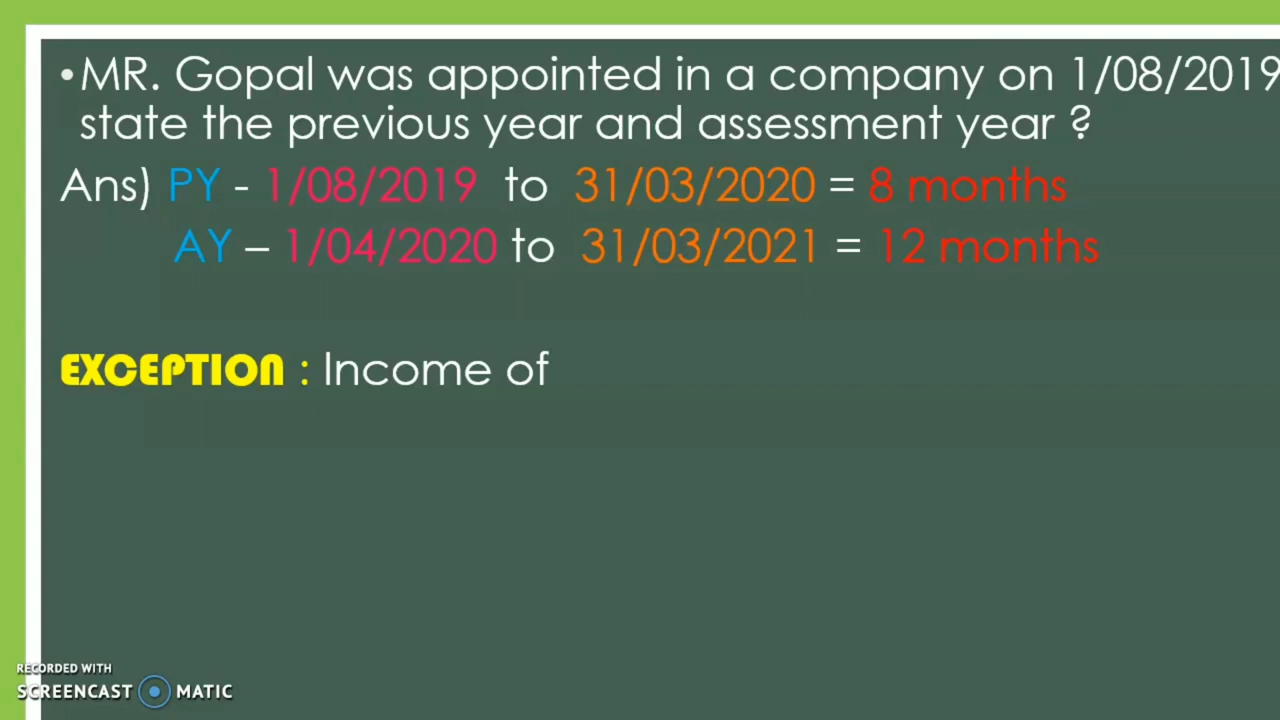 •MR. Gopal was appointed in a company on 1/08/2019
state the previous year and assessment year ?
Ans) PY - 1/08/2019 to 31/03/2020 = 8 months
AY – 1/04/2020 to 31/03/2021 = 12 months
EXCEPTION : Income of
RECORDED WITH
SCREENCAST MATIC